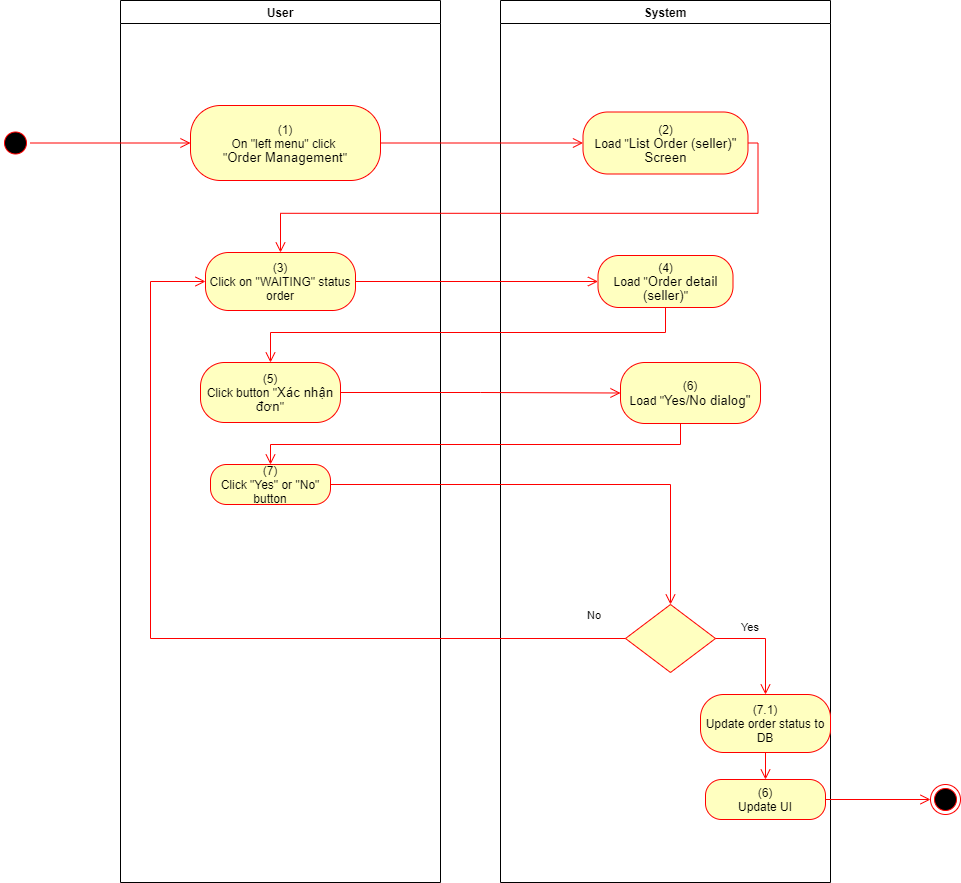 User
System
(1)
On "left menu" click
"Order Management"
(2)
Load "List Order (seller)"
Screen
(3)
Click on "WAITING" status
order
(4)
Load "Order detail
(seller)"
(5)
Click button "Xác nhận
đơn"
(6)
Load "Yes/No dialog"
(7)
Click "Yes" or "No"
button
No
Yes
(7.1)
Update order status to
DB
(6)
Update UI